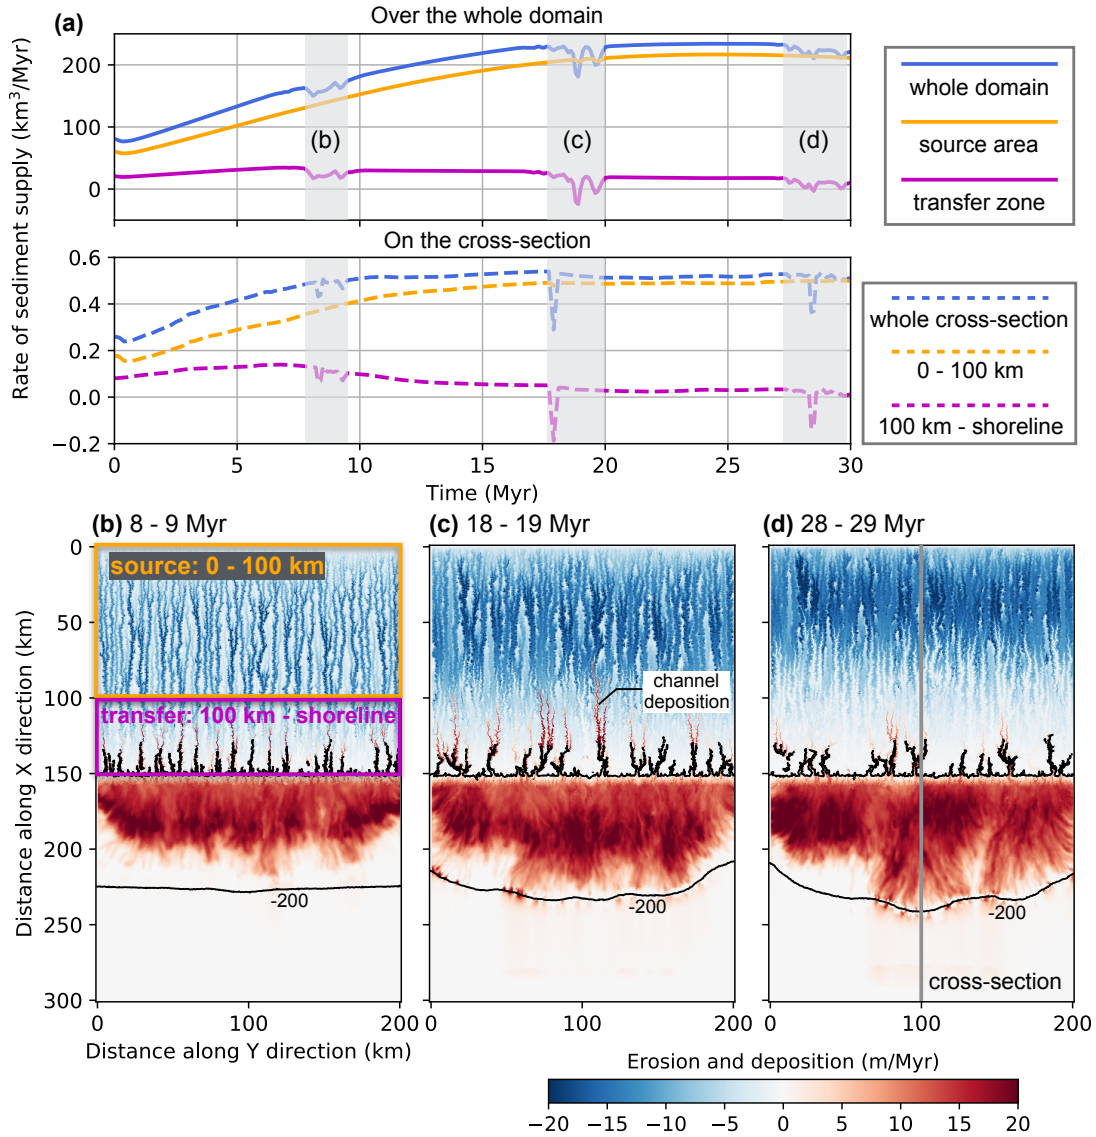 (a)
Over the whole domain
Rate of sediment supply (km³/Myr)
200
100
0
(b)
(c)
(d)
whole domain
source area
transfer zone
On the cross-section
0.6
0.4
0.2
0.0
−0.2
0
5
10
15
20
25
30
Time (Myr)
whole cross-section
0 - 100 km
100 km - shoreline
(b) 8 - 9 Myr
(c) 18 - 19 Myr
(d) 28 - 29 Myr
Distance along X direction (km)
0
50
100
150
200
250
300
source: 0 - 100 km
transfer: 100 km - shoreline
channel
deposition
-200
-200
-200
cross-section
0
100
200
0
100
200
0
100
200
Distance along Y direction (km)
Erosion and deposition (m/Myr)
−20
−15
−10
−5
0
5
10
15
20